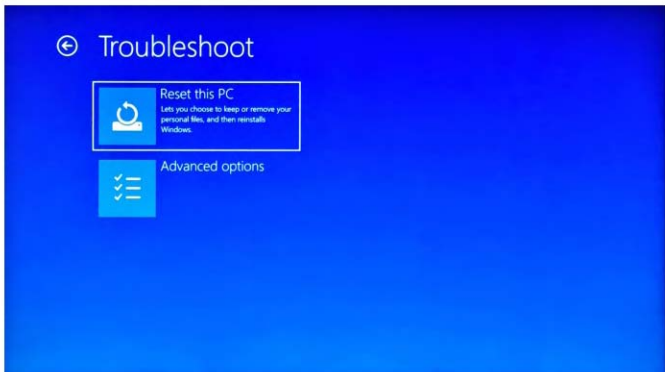 Troubleshoot
Reset this PC
Lets you choose to keep or remove your
personal files, and then reinstalls
Windows.
Advanced options